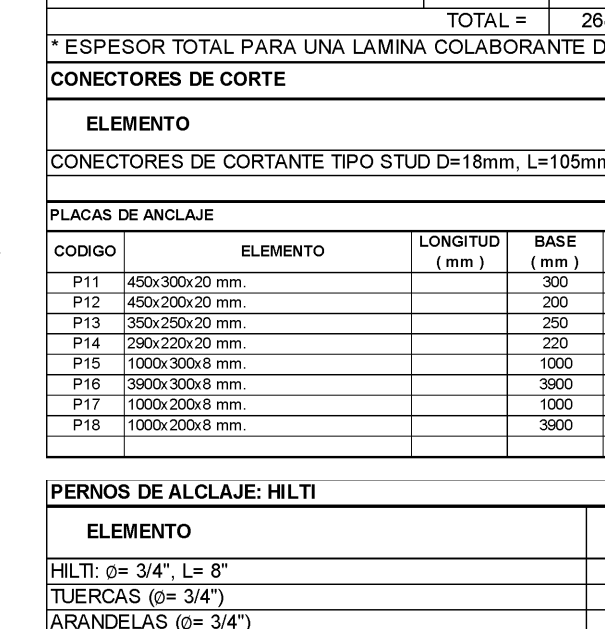 TOTAL =
* ESPESOR TOTAL PARA UNA LAMINA COLABORANTE
CONECTORES DE CORTE
ELEMENTO
CONECTORES DE CORTANTE TIPO STUD D=18mm, L=105mm
PLACAS DE ANCLAJE
CODIGO ELEMENTO LONGITUD (mm) BASE (mm)
P11 450x300x20 mm. 300
P12 450x200x20 mm. 200
P13 350x250x20 mm. 250
P14 290x220x20 mm. 220
P15 1000x300x8 mm. 1000
P16 3900x300x8 mm. 3900
P17 1000x200x8 mm. 1000
P18 1000x200x8 mm. 3900
PERNOS DE ALCLAJE: HILTI
ELEMENTO
HILTI: ø= 3/4", L= 8"
TUERCAS (ø= 3/4")
ARANDELAS (ø= 3/4")